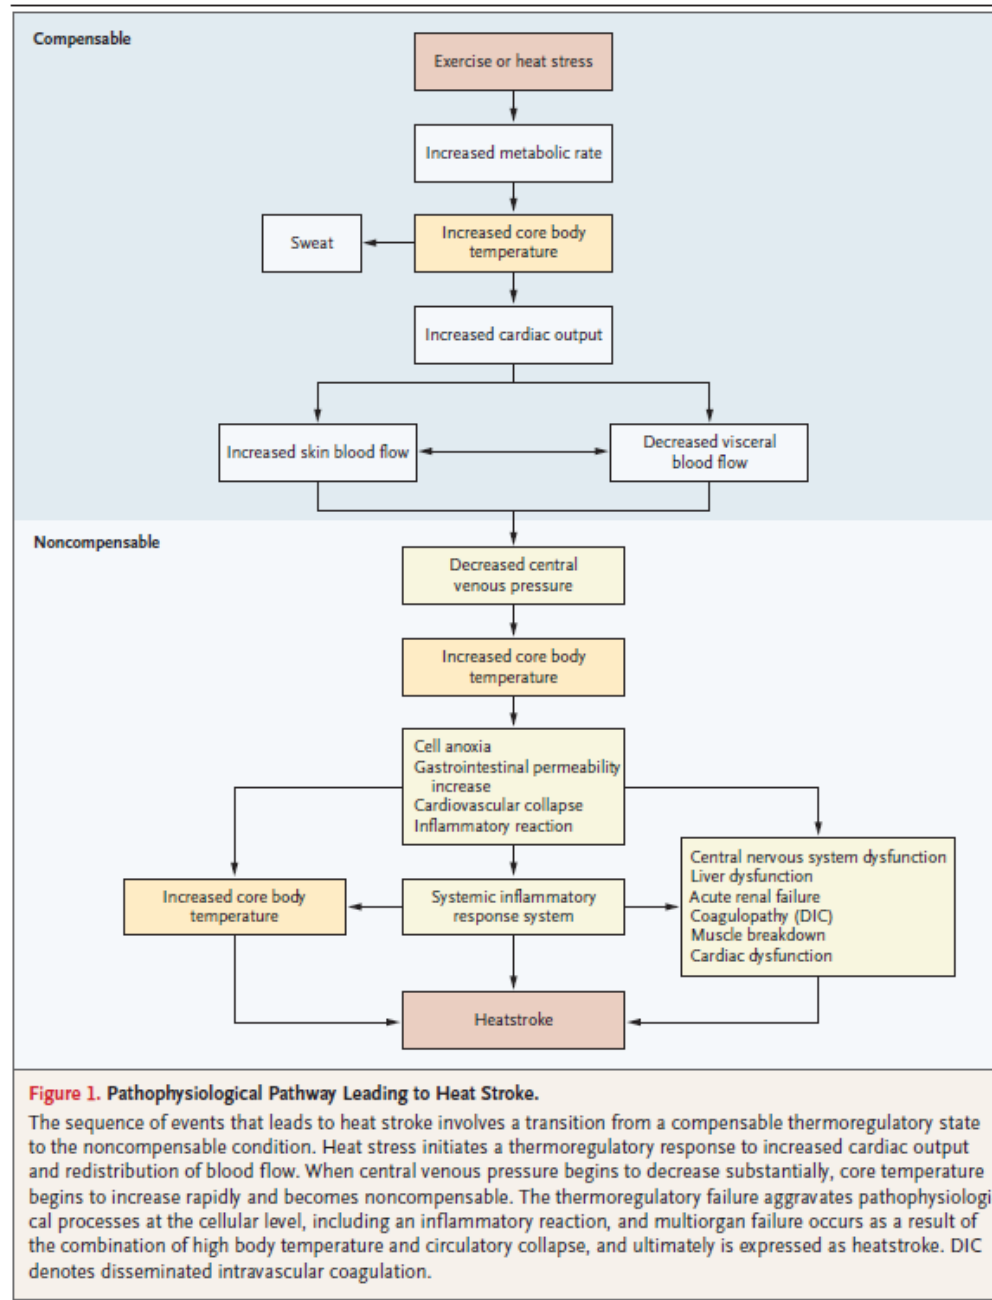 Compensable
Exercise or heat stress
Increased metabolic rate
Sweat
Increased core body
temperature
Increased cardiac output
Increased skin blood flow
Decreased visceral
blood flow
Noncompensable
Decreased central
venous pressure
Increased core body
temperature
Cell anoxia
Gastrointestinal permeability
increase
Cardiovascular collapse
Inflammatory reaction
Increased core body
temperature
Systemic inflammatory
response system
Central nervous system dysfunction
Liver dysfunction
Acute renal failure
Coagulopathy (DIC)
Muscle breakdown
Cardiac dysfunction
Heatstroke
Figure 1. Pathophysiological Pathway Leading to Heat Stroke.
The sequence of events that leads to heat stroke involves a transition from a compensable thermoregulatory state
to the noncompensable condition. Heat stress initiates a thermoregulatory response to increased cardiac output
and redistribution of blood flow. When central venous pressure begins to decrease substantially, core temperature
begins to increase rapidly and becomes noncompensable. The thermoregulatory failure aggravates pathophysiologi
cal processes at the cellular level, including an inflammatory reaction, and multiorgan failure occurs as a result of
the combination of high body temperature and circulatory collapse, and ultimately is expressed as heatstroke. DIC
denotes disseminated intravascular coagulation.